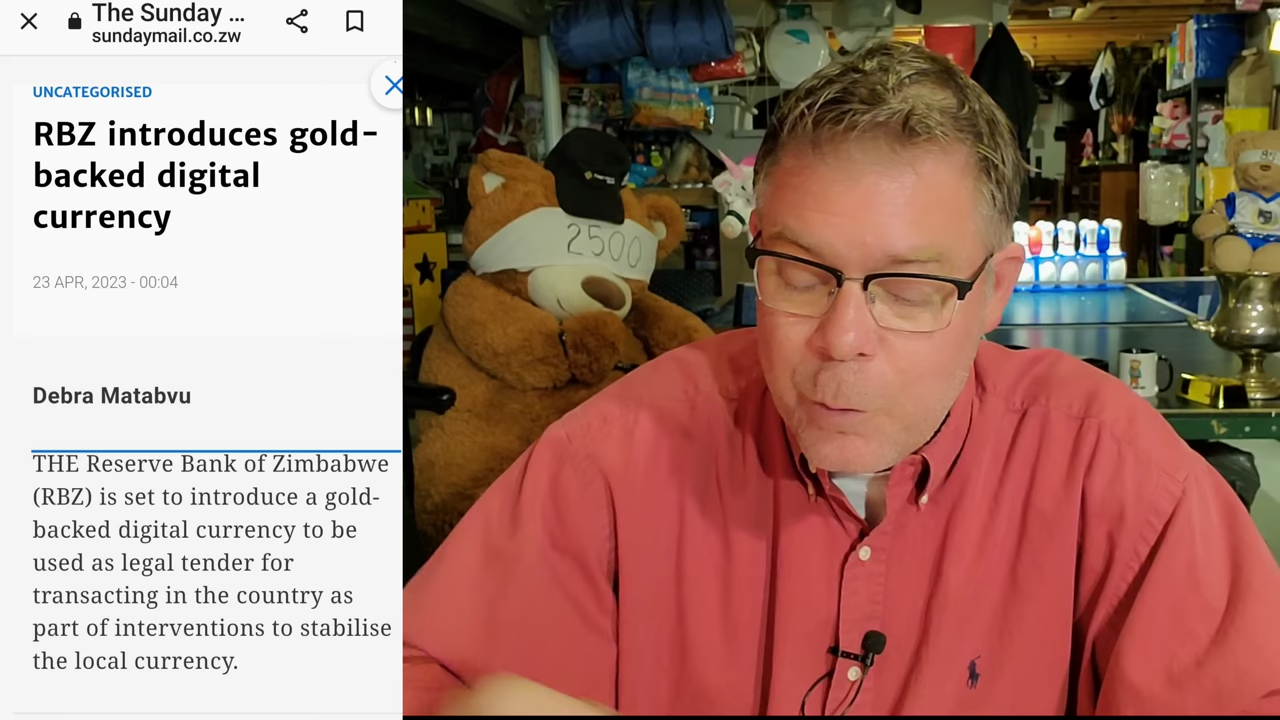 The Sunday ...
sundaymail.co.zw
UNCATEGORISED
RBZ introduces gold-
backed digital
currency
23 APR, 2023 - 00:04
Debra Matabvu
THE Reserve Bank of Zimbabwe
(RBZ) is set to introduce a gold-
backed digital currency to be
used as legal tender for
transacting in the country as
part of interventions to stabilise
the local currency.
2500